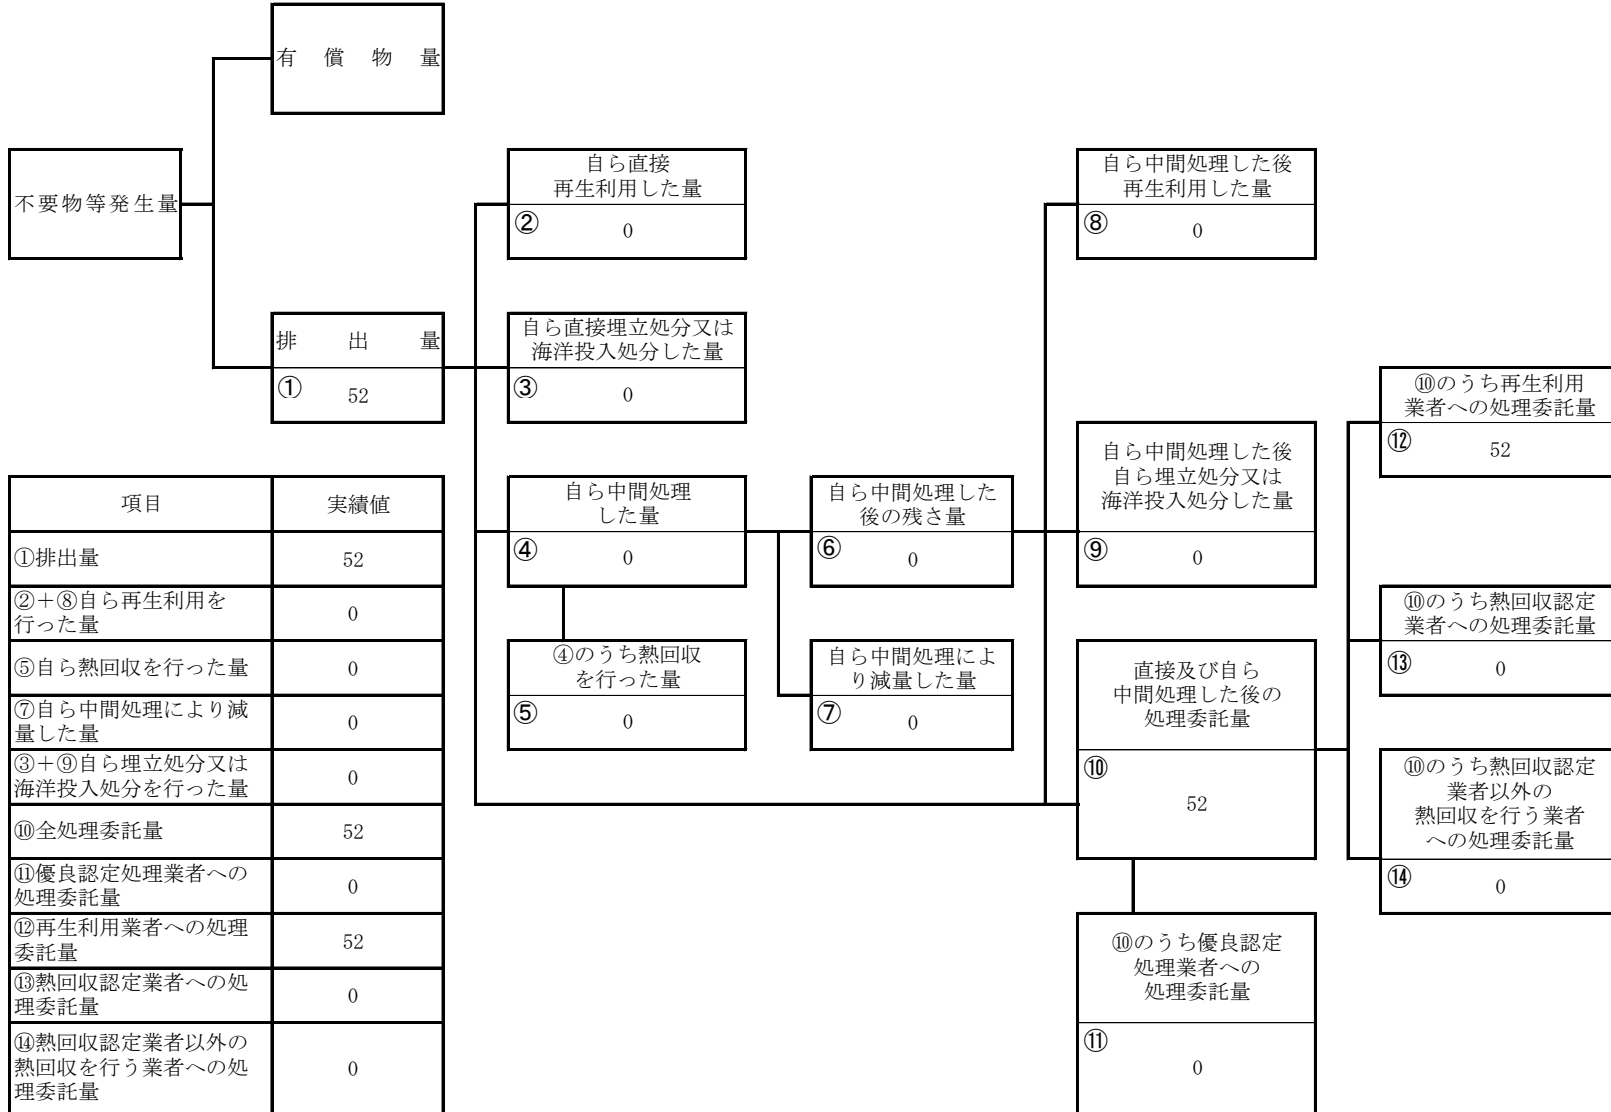 有償物量
不要物等発生量
排出量
① 52
自ら直接
再生利用した量
② 0
自ら直接埋立処分又は
海洋投入処分した量
③ 0
自ら中間処理
した量
④ 0
④のうち熱回収
を行った量
⑤ 0
自ら中間処理した
後の残さ量
⑥ 0
自ら中間処理によ
り減量した量
⑦ 0
自ら中間処理した後
再生利用した量
⑧ 0
自ら中間処理した後
自ら埋立処分又は
海洋投入処分した量
⑨ 0
直接及び自ら
中間処理した後の
処理委託量
⑩
52
⑩のうち優良認定
処理業者への
処理委託量
⑪
0
⑩のうち再生利用
業者への処理委託量
⑫ 52
⑩のうち熱回収認定
業者への処理委託量
⑬ 0
⑩のうち熱回収認定
業者以外の
熱回収を行う業者
への処理委託量
⑭ 0
項目 実績値
①排出量 52
②+⑧自ら再生利用を
行った量 0
⑤自ら熱回収を行った量 0
⑦自ら中間処理により減
量した量 0
③+⑨自ら埋立処分又は
海洋投入処分を行った量 0
⑩全処理委託量 52
⑪優良認定処理業者への
処理委託量 0
⑫再生利用業者への処理
委託量 52
⑬熱回収認定業者への処
理委託量 0
⑭熱回収認定業者以外の
熱回収を行う業者への処
理委託量 0